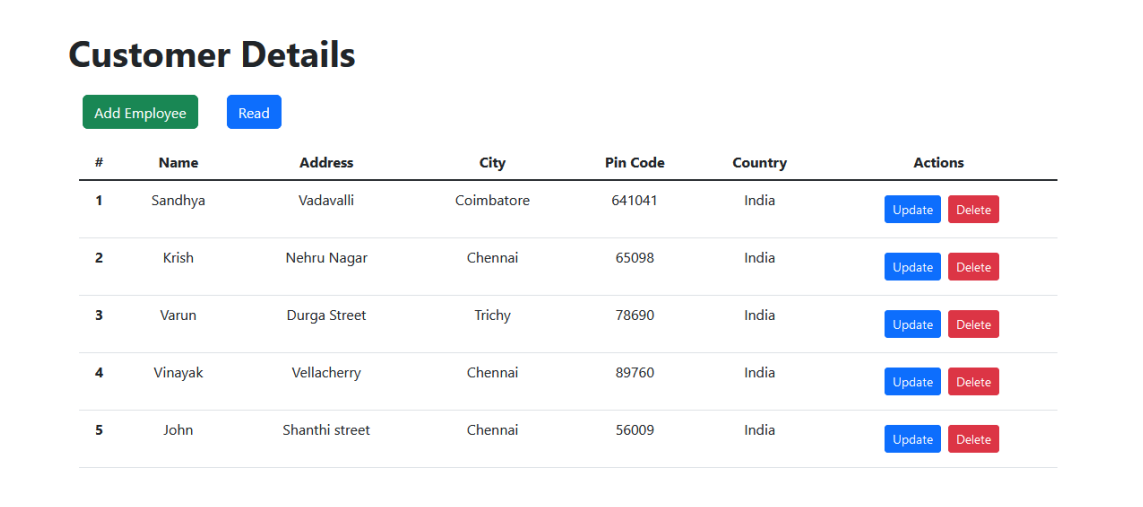 Customer Details
Add Employee Read
# Name Address City Pin Code Country Actions
1 Sandhya Vadavalli Coimbatore 641041 India Update Delete
2 Krish Nehru Nagar Chennai 65098 India Update Delete
3 Varun Durga Street Trichy 78690 India Update Delete
4 Vinayak Vellacherry Chennai 89760 India Update Delete
5 John Shanthi street Chennai 56009 India Update Delete